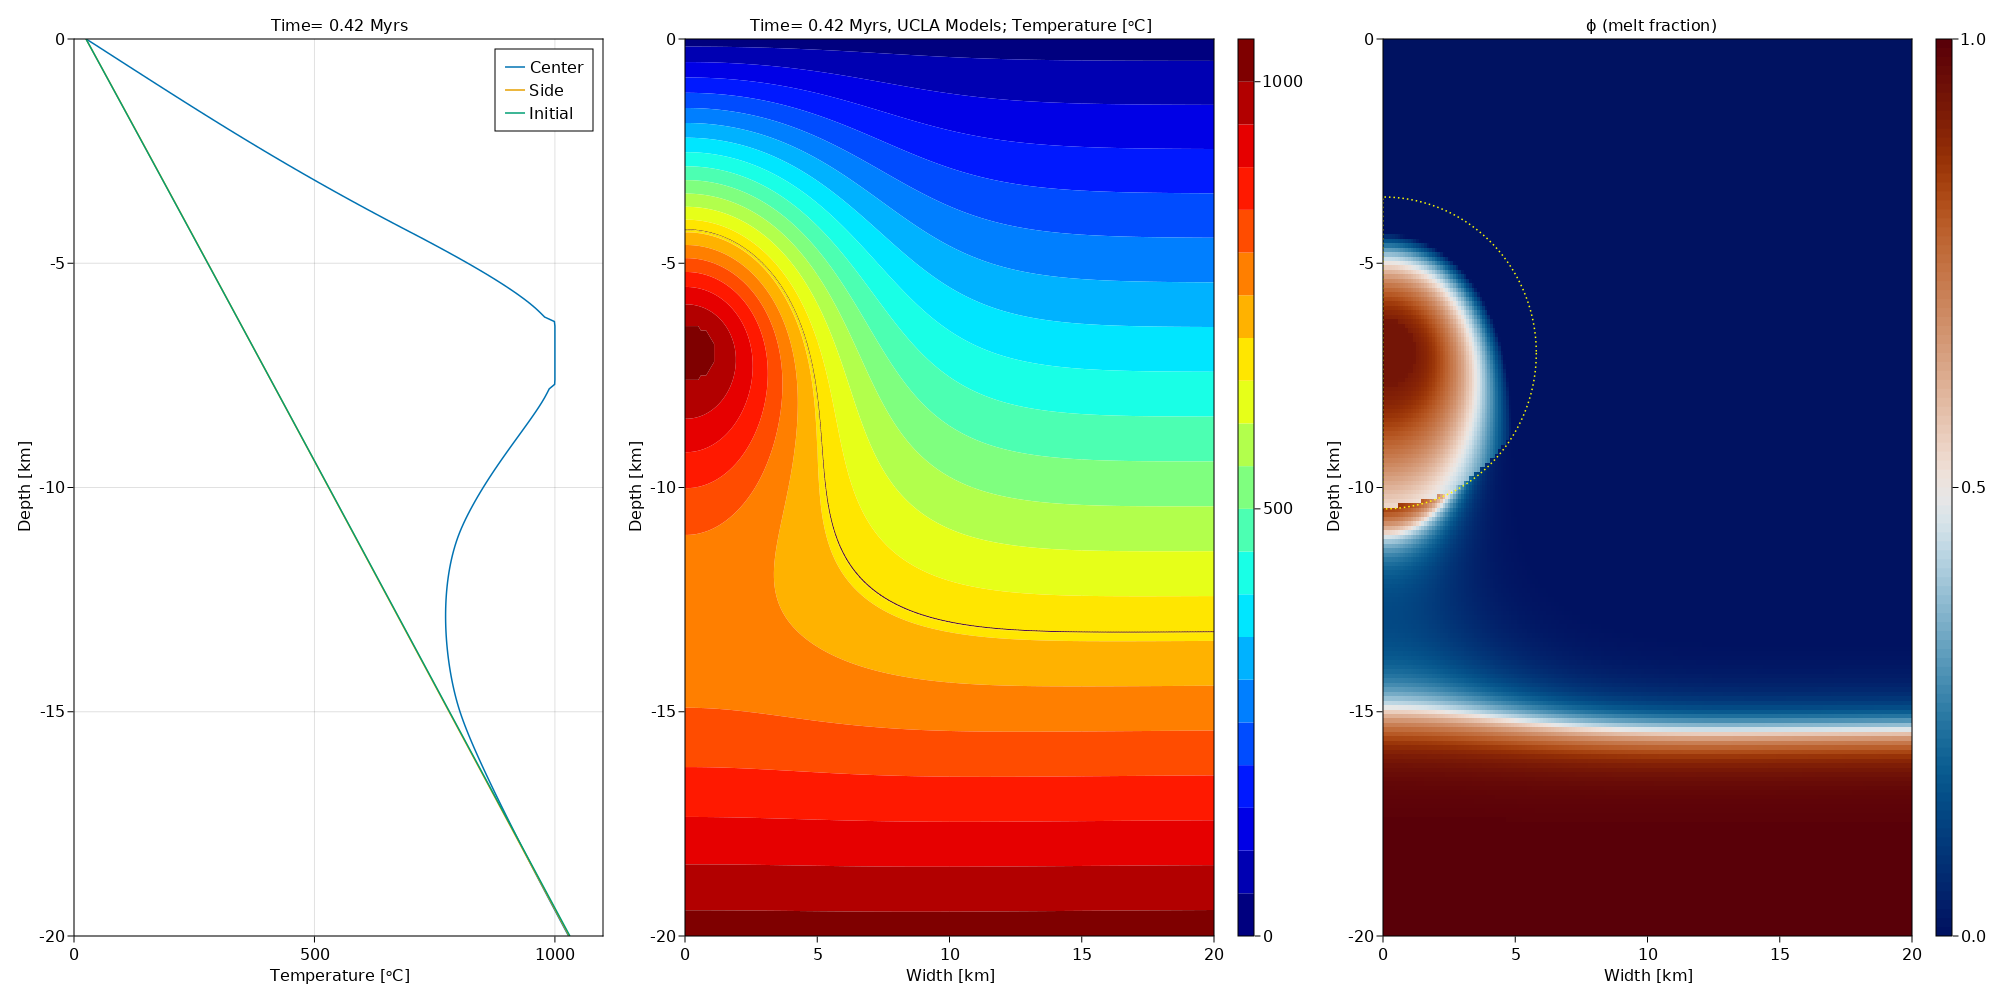 Time= 0.42 Myrs
0
-5
-10
-15
-20
Depth [km]
0
500
1000
Temperature [ᵒC]
Center
Side
Initial
Time= 0.42 Myrs, UCLA Models; Temperature [ᵒC]
0
-5
-10
-15
-20
Depth [km]
0
5
10
15
20
Width [km]
1000
500
0
ϕ (melt fraction)
0
-5
-10
-15
-20
Depth [km]
0
5
10
15
20
Width [km]
1.0
0.5
0.0